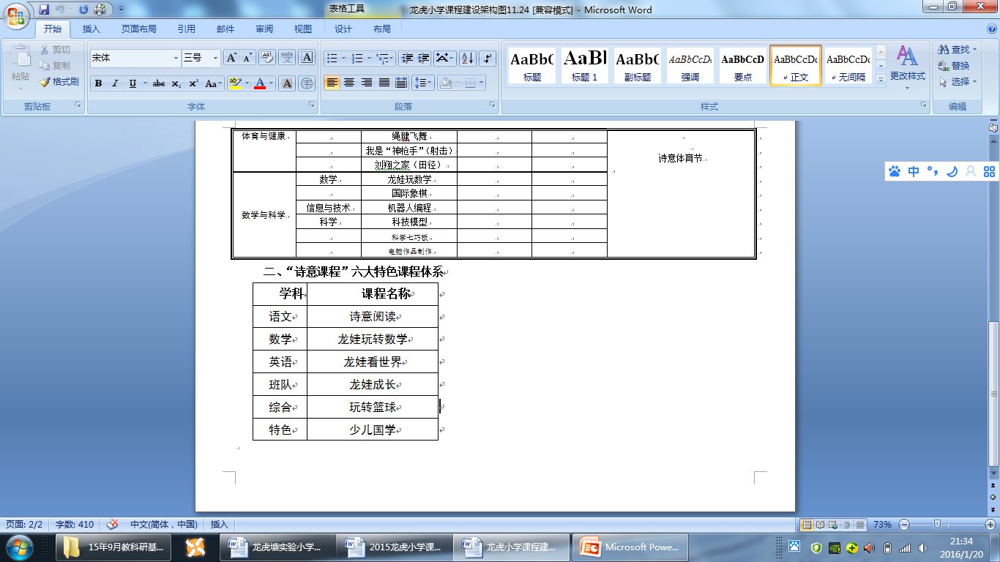 表格工具
龙虎小学课程建设架构图11.24 [兼容模式] - Microsoft Word
开始 插入 页面布局 引用 邮件 审阅 视图 设计 布局
粘贴 剪切 复制 格式刷
宋体 三号
AaBbC AaBl AaBbC AaBbCcDc AaBbCcD AaBbCcDc AaBbCcDc
标题 标题 1 副标题 强调 要点 正文 无间隔
更改样式
查找 替换 选择
剪贴板 字体 段落 样式 编辑
体育与健康 绳毽飞舞
我是“神枪手”（射击） 诗意体育节
刘翔之家（田径）
数学与科学 数学 龙娃玩数学
国际象棋
信息与技术 机器人编程
科学 科技模型
科学七巧板
电脑作品制作
二、“诗意课程”六大特色课程体系
学科 课程名称
语文 诗意阅读
数学 龙娃玩转数学
英语 龙娃看世界
班队 龙娃成长
综合 玩转篮球
特色 少儿国学
中
页面: 2/2 字数: 410 中文(简体，中国) 插入 73%
15年9月教科研基... 龙虎塘实验小学... 2015龙虎小学课... 龙虎小学课程建... Microsoft Powe...
21:34
2016/1/20